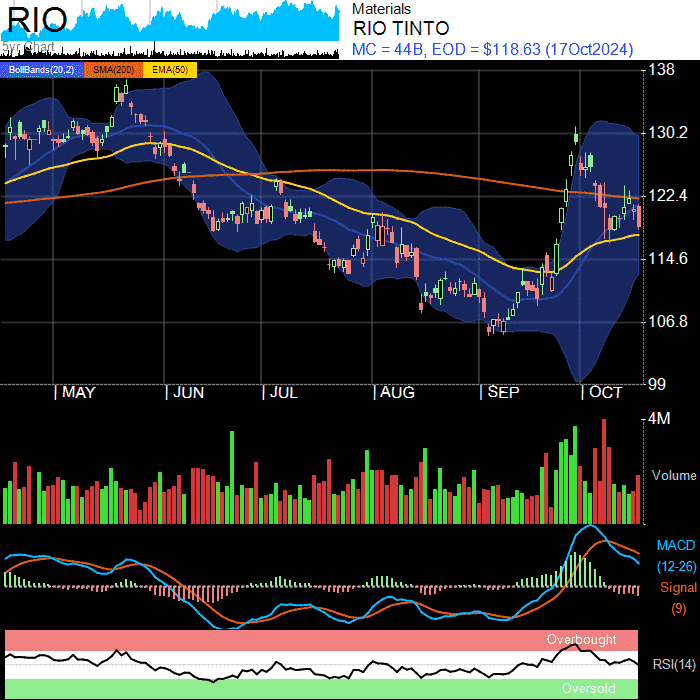 RIO
5yr Chart
Materials
RIO TINTO
MC = 44B, EOD = $118.63 (17Oct2024)
BollBands(20,2) SMA(200) EMA(50)
138
130.2
122.4
114.6
106.8
99
MAY JUN JUL AUG SEP OCT
4M
Volume
MACD
(12-26)
Signal
(9)
Overbought
RSI(14)
Oversold